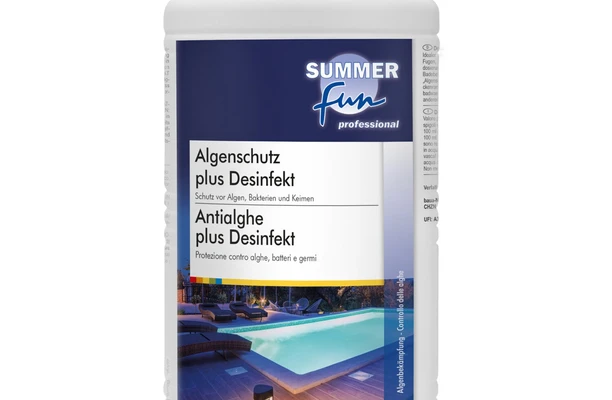 SUMMER
fun
professional
Algenschutz
plus Desinfekt
Schutz vor Algen, Bakterien und Keimen
Antialghe
plus Desinfekt
Protezione contro alghe, batteri e germi
Algenbekämpfung - Controllo delle alghe